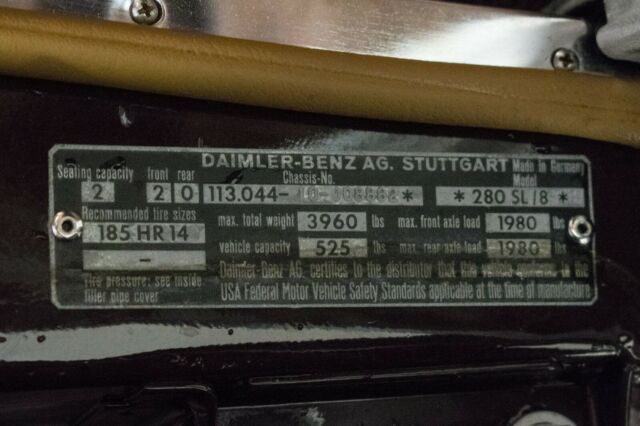 DAIMLER-BENZ AG. STUTTGART Made in Germany
Seating capacity front rear Chassis-No. Model
2 2 0 113.044- * * 280 SL/8 *
Recommended tire sizes
185 HR 14 max. total weight 3960 lbs max. front axle load 1980 lbs
- vehicle capacity 525 lbs max. rear axle load 1980 lbs
Tire pressure: see inside filler pipe cover
Daimler-Benz AG. certifies to the distributor that this vehicle conforms to the
USA Federal Motor Vehicle Safety Standards applicable at the time of manufacture